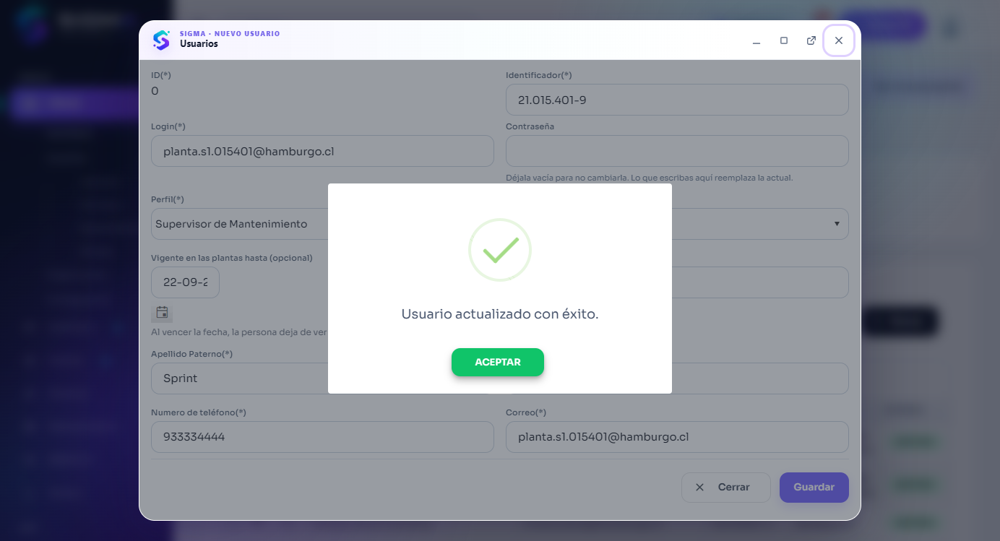 SIGMA · NUEVO USUARIO
Usuarios
ID(*)
0
Identificador(*)
21.015.401-9
Login(*)
planta.s1.015401@hamburgo.cl
Contraseña
Déjala vacía para no cambiarla. Lo que escribas aquí reemplaza la actual.
Perfil(*)
Supervisor de Mantenimiento
Vigente en las plantas hasta (opcional)
22-09-2
Al vencer la fecha, la persona deja de ver
Usuario actualizado con éxito.
ACEPTAR
Apellido Paterno(*)
Sprint
Numero de teléfono(*)
933334444
Correo(*)
planta.s1.015401@hamburgo.cl
Cerrar
Guardar